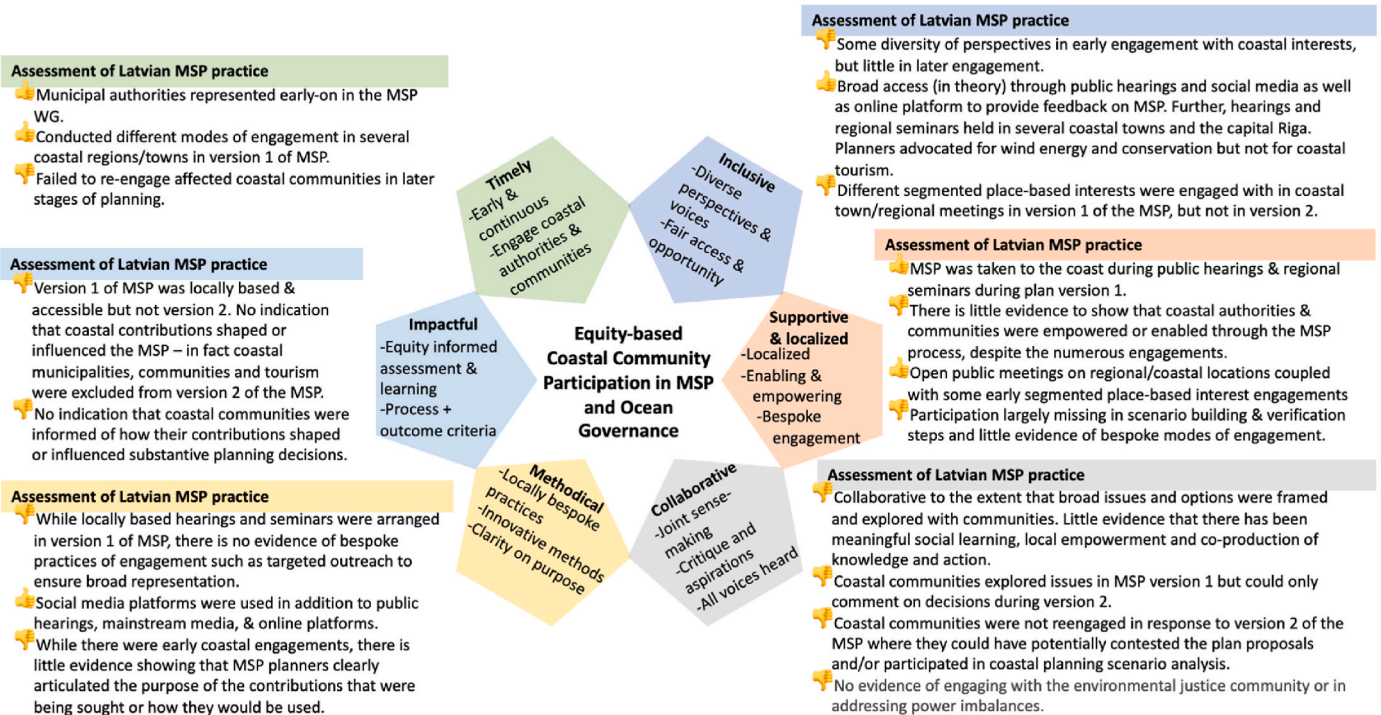 Assessment of Latvian MSP practice
Municipal authorities represented early-on in the MSP
WG.
Conducted different modes of engagement in several
coastal regions/towns in version 1 of MSP.
Failed to re-engage affected coastal communities in later
stages of planning.
Assessment of Latvian MSP practice
Version 1 of MSP was locally based &
accessible but not version 2. No indication
that coastal contributions shaped or
influenced the MSP – in fact coastal
municipalities, communities and tourism
were excluded from version 2 of the MSP.
No indication that coastal communities were
informed of how their contributions shaped
or influenced substantive planning decisions.
Assessment of Latvian MSP practice
While locally based hearings and seminars were arranged
in version 1 of MSP, there is no evidence of bespoke
practices of engagement such as targeted outreach to
ensure broad representation.
Social media platforms were used in addition to public
hearings, mainstream media, & online platforms.
While there were early coastal engagements, there is
little evidence showing that MSP planners clearly
articulated the purpose of the contributions that were
being sought or how they would be used.
Timely
-Early &
continuous
-Engage coastal
authorities &
communities
Inclusive
-Diverse
perspectives &
voices
-Fair access &
opportunity
Impactful
-Equity informed
assessment &
learning
-Process +
outcome criteria
Equity-based
Coastal Community
Participation in MSP
and Ocean
Governance
Supportive
& localized
-Localized
-Enabling &
empowering
-Bespoke
engagement
Methodical
-Locally bespoke
practices
-Innovative methods
-Clarity on purpose
Collaborative
-Joint sense-
making
-Critique and
aspirations
-All voices heard
Assessment of Latvian MSP practice
Some diversity of perspectives in early engagement with coastal interests,
but little in later engagement.
Broad access (in theory) through public hearings and social media as well
as online platform to provide feedback on MSP. Further, hearings and
regional seminars held in several coastal towns and the capital Riga.
Planners advocated for wind energy and conservation but not for coastal
tourism.
Different segmented place-based interests were engaged with in coastal
town/regional meetings in version 1 of the MSP, but not in version 2.
Assessment of Latvian MSP practice
MSP was taken to the coast during public hearings & regional
seminars during plan version 1.
There is little evidence to show that coastal authorities &
communities were empowered or enabled through the MSP
process, despite the numerous engagements.
Open public meetings on regional/coastal locations coupled
with some early segmented place-based interest engagements
Participation largely missing in scenario building & verification
steps and little evidence of bespoke modes of engagement.
Assessment of Latvian MSP practice
Collaborative to the extent that broad issues and options were framed
and explored with communities. Little evidence that there has been
meaningful social learning, local empowerment and co-production of
knowledge and action.
Coastal communities explored issues in MSP version 1 but could only
comment on decisions during version 2.
Coastal communities were not reengaged in response to version 2 of the
MSP where they could have potentially contested the plan proposals
and/or participated in coastal planning scenario analysis.
No evidence of engaging with the environmental justice community or in
addressing power imbalances.